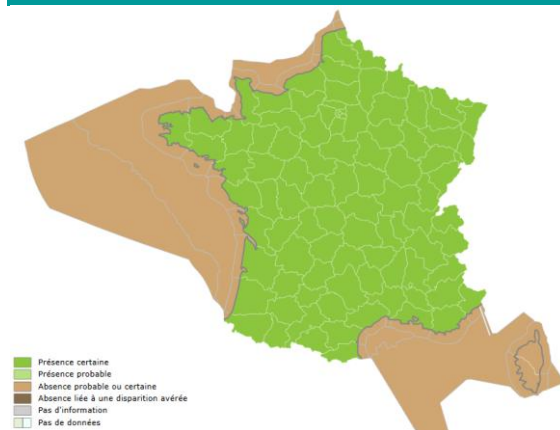 Présence certaine
Présence probable
Absence probable ou certaine
Absence liée à une disparition avérée
Pas d'information
Pas de données